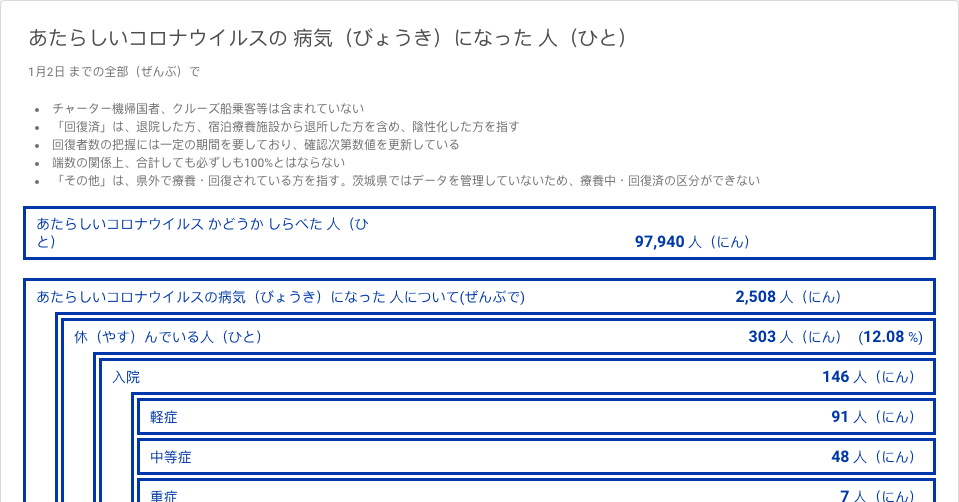 あたらしいコロナウイルスの 病気（びょうき）になった 人（ひと）
1月2日 までの全部（ぜんぶ）で
• チャーター機帰国者、クルーズ船乗客等は含まれていない
• 「回復済」は、退院した方、宿泊療養施設から退所した方を含め、陰性化した方を指す
• 回復者数の把握には一定の期間を要しており、確認次第数値を更新している
• 端数の関係上、合計しても必ずしも100%とはならない
• 「その他」は、県外で療養・回復されている方を指す。茨城県ではデータを管理していないため、療養中・回復済の区分ができない
あたらしいコロナウイルス かどうか しらべた 人（ひ
と）
97,940 人（にん）
あたらしいコロナウイルスの病気（びょうき）になった 人について(ぜんぶで) 2,508 人（にん）
休（やす）んでいる人（ひと） 303 人（にん） (12.08 %)
入院 146 人（にん）
軽症 91 人（にん）
中等症 48 人（にん）
重症 7 人（にん）